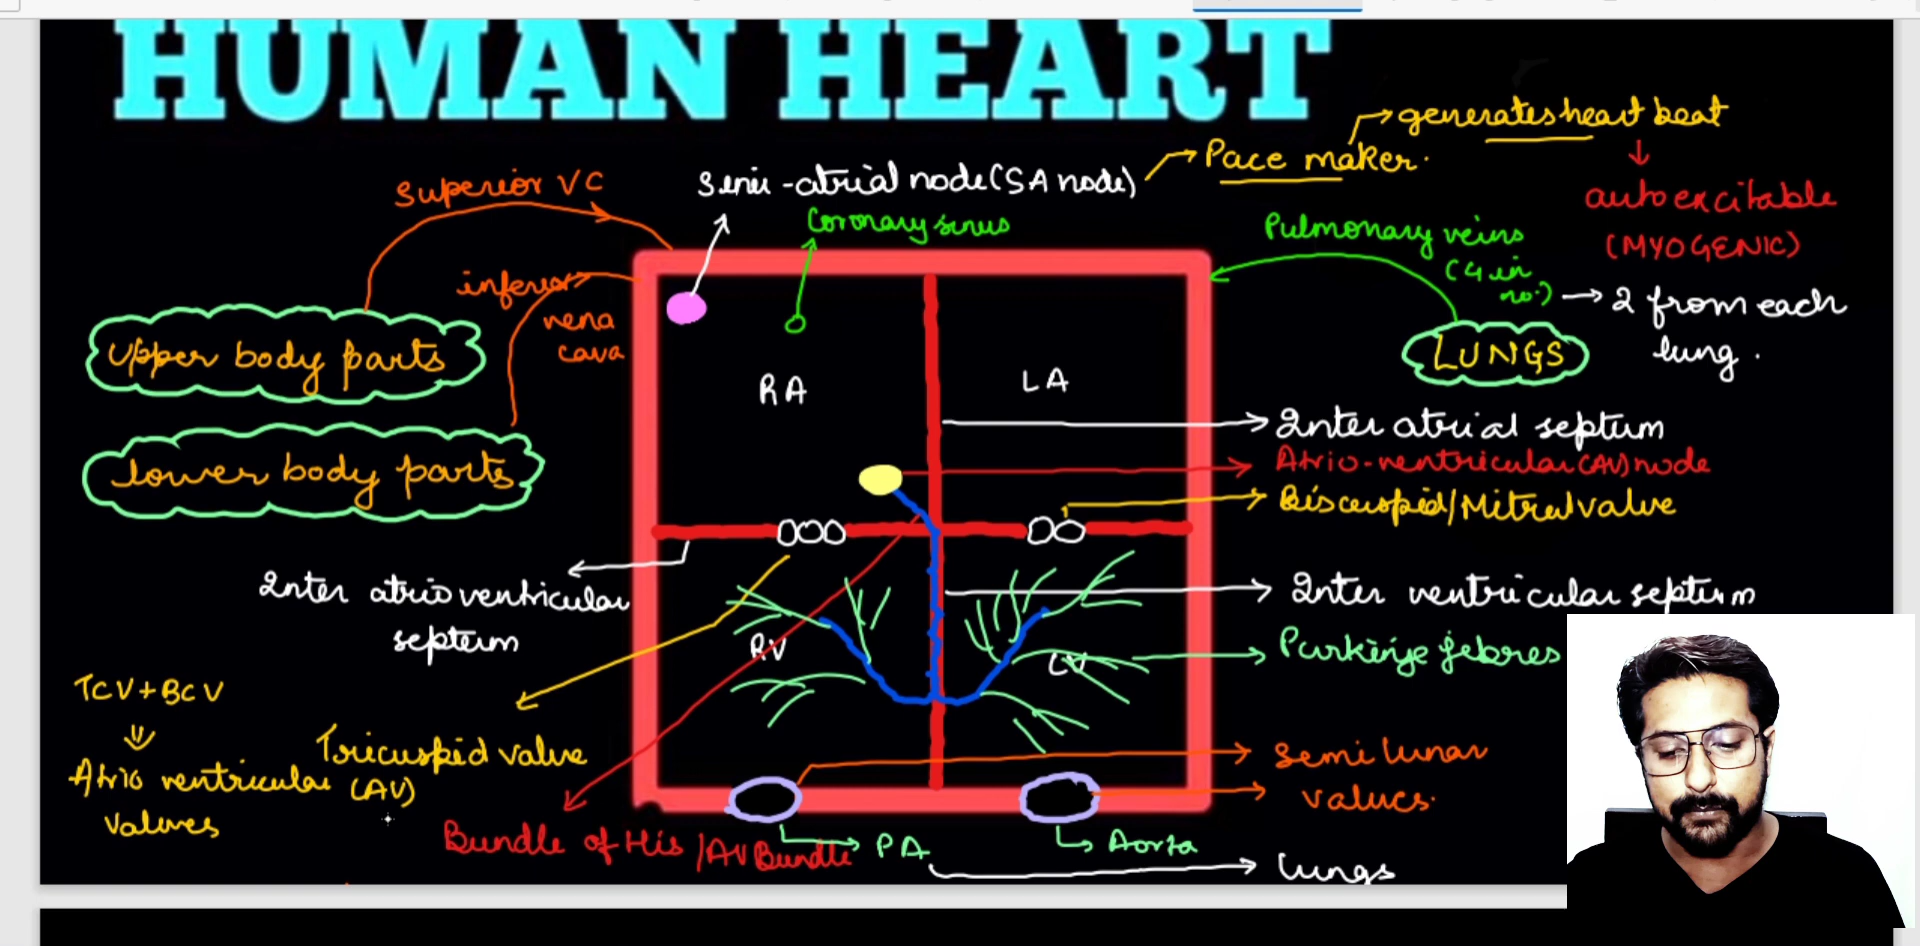 HUMAN HEART
generates heart beat
Pace maker.
auto excitable
(MYOGENIC)
Superior VC
Sinu-atrial node (SA node)
Coronary sinus
Pulmonary veins
(4 in
no.)
2 from each
lung.
inferior
vena
cava
Upper body parts
LUNGS
RA
LA
Inter atrial septum
Atrio-ventricular (AV) node
lower body parts
Biscuspid/Mitral valve
Inter atrioventricular
septum
Inter ventricular septum
RV
LV
Purkinje febres
TCV+BCV
Atrio ventricular
valves
Tricuspid valve
(AV)
Semi lunar
valves.
Bundle of His/AV Bundle
PA
Aorta
lungs